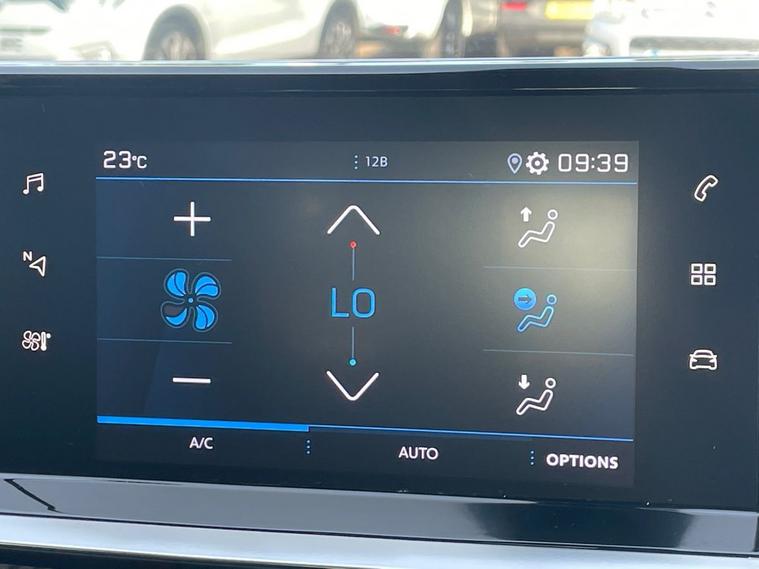 23°C 12B 09:39
N
LO
A/C AUTO OPTIONS